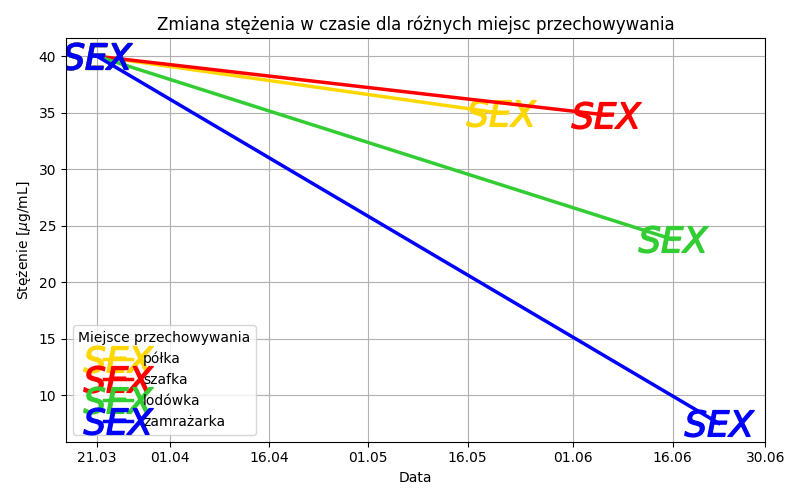 Zmiana stężenia w czasie dla różnych miejsc przechowywania
Stężenie [µg/mL]
40
35
30
25
20
15
10
SEX
SEX
SEX
SEX
SEX
Miejsce przechowywania
SEX półka
SEX szafka
SEX lodówka
SEX zamrażarka
21.03 01.04 16.04 01.05 16.05 01.06 16.06 30.06
Data